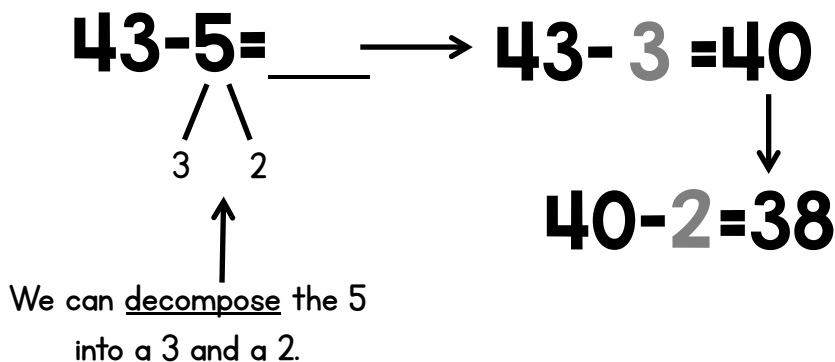 43-5=____
43- 3 =40
3 2
40-2=38
We can decompose the 5
into a 3 and a 2.